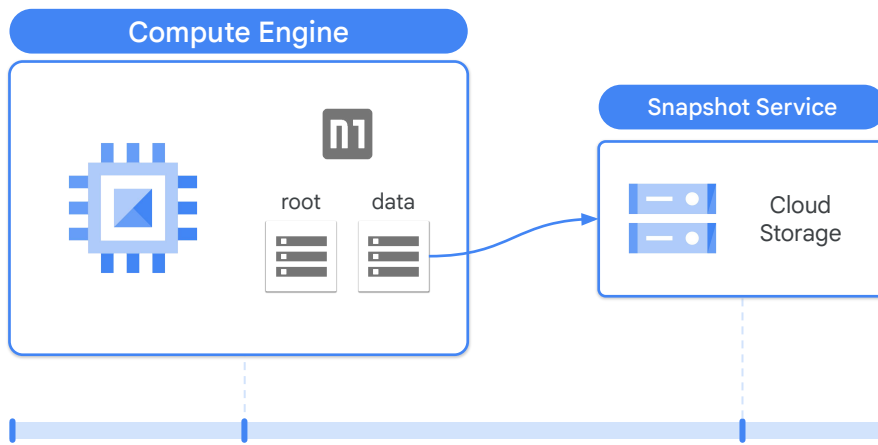 Compute Engine
n1
root data
Snapshot Service
Cloud
Storage